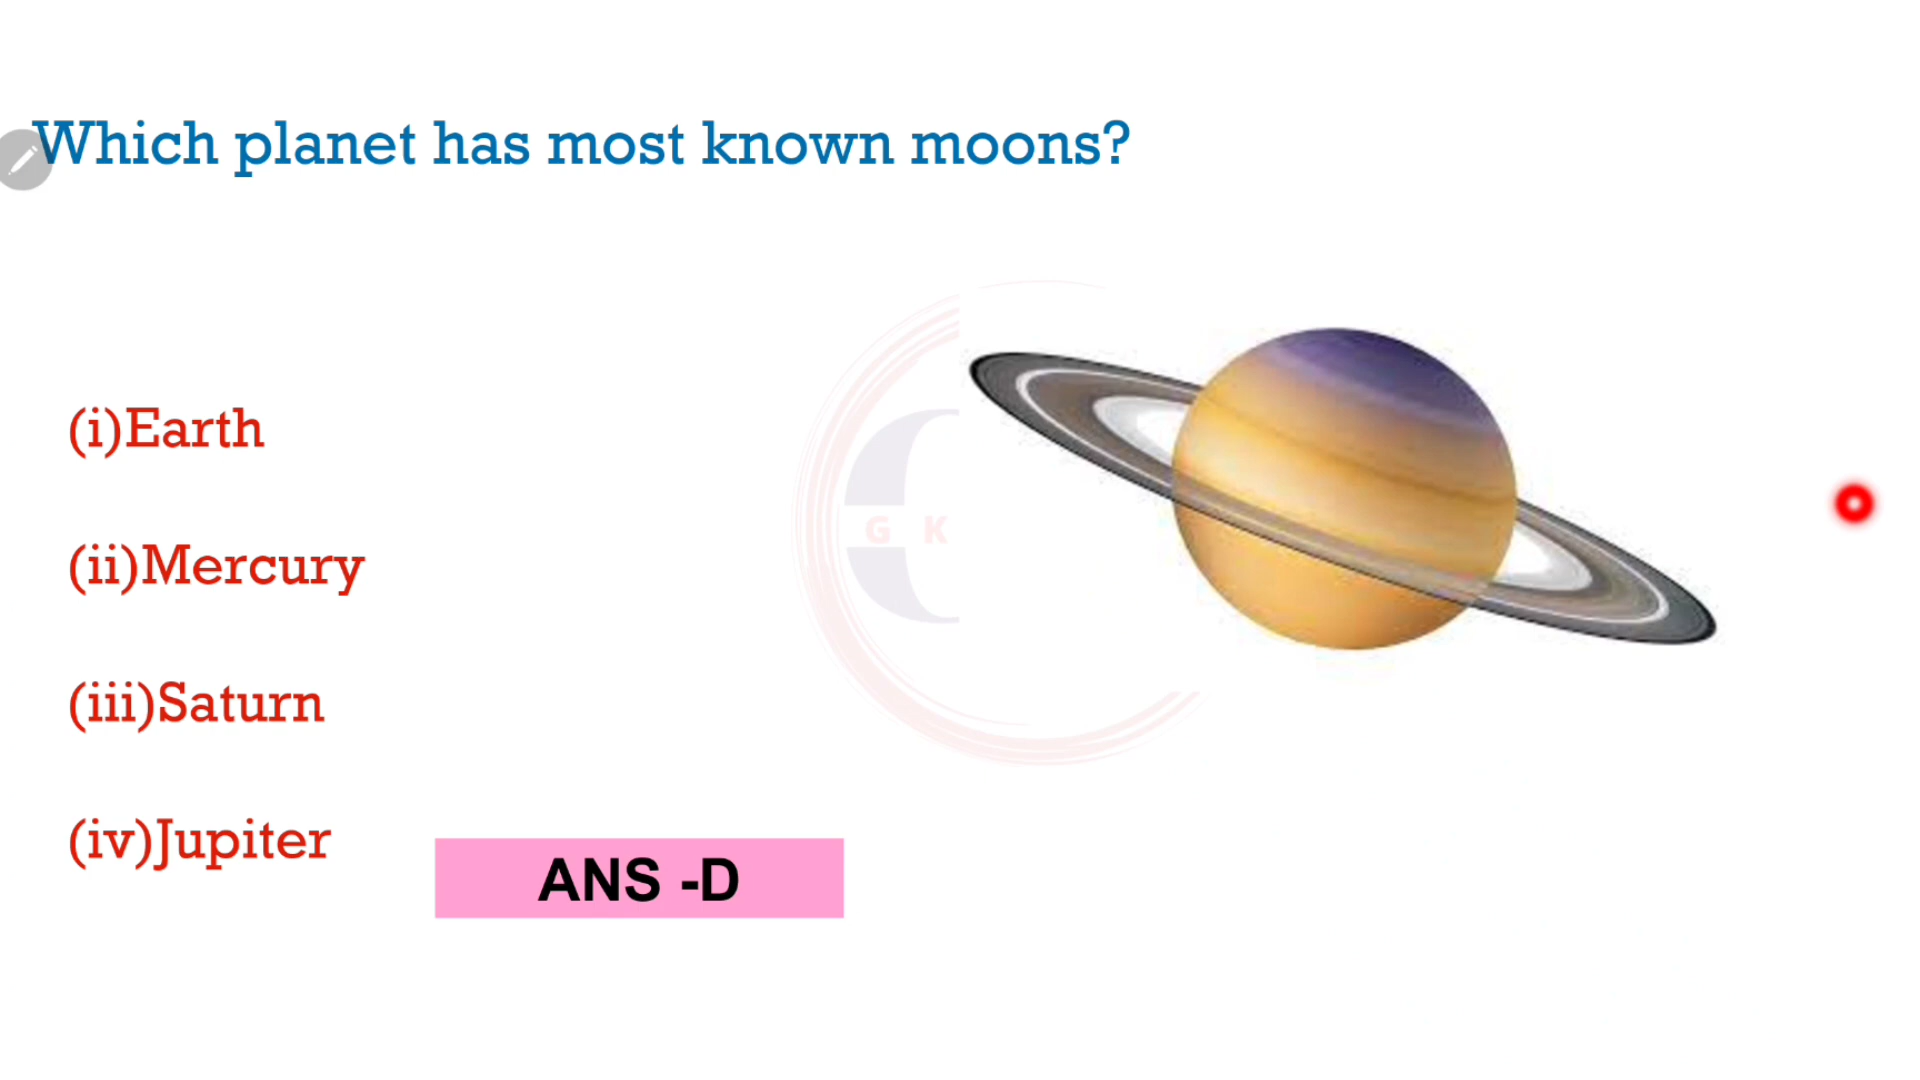 Which planet has most known moons?
(i)Earth
(ii)Mercury
(iii)Saturn
(iv)Jupiter
ANS -D
G K